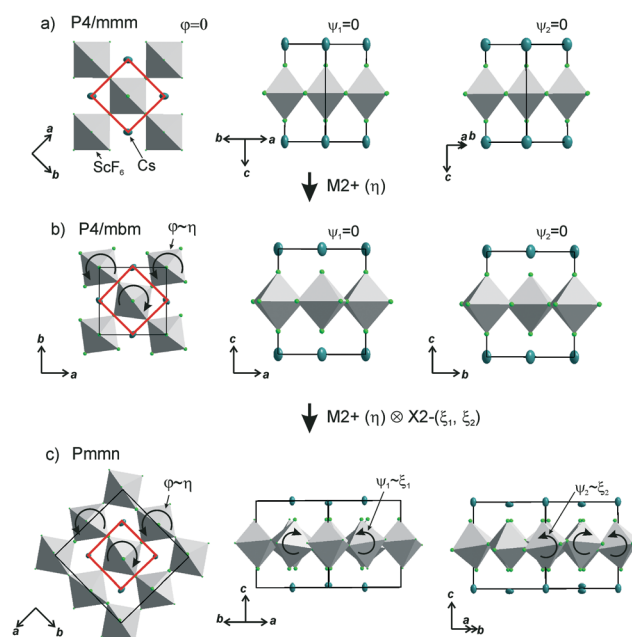 a) P4/mmm φ=0 ψ₁=0 ψ₂=0
a
b
ScF₆ Cs
b a
c
a b
c
M2+ (η)
b) P4/mbm φ~η ψ₁=0 ψ₂=0
b
a
c
a
c
b
M2+ (η) ⊗ X2-(ξ₁, ξ₂)
c) Pmmn φ~η ψ₁~ξ₁ ψ₂~ξ₂
a b
c
b a
c
a
b